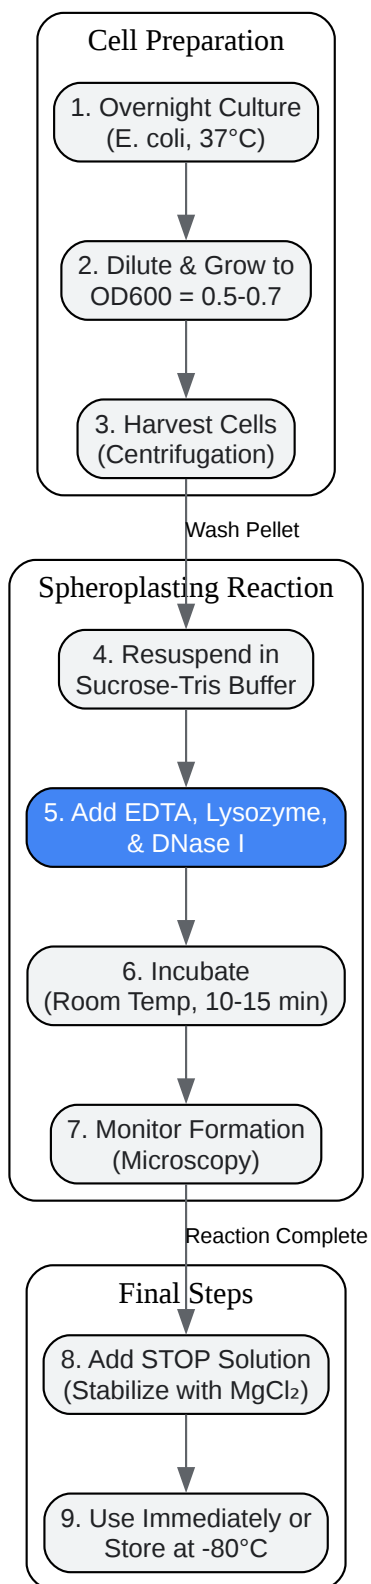 Cell Preparation
1. Overnight Culture
(E. coli, 37°C)
2. Dilute & Grow to
OD600 = 0.5-0.7
3. Harvest Cells
(Centrifugation)
Wash Pellet
Spheroplasting Reaction
4. Resuspend in
Sucrose-Tris Buffer
5. Add EDTA, Lysozyme,
& DNase I
6. Incubate
(Room Temp, 10-15 min)
7. Monitor Formation
(Microscopy)
Reaction Complete
Final Steps
8. Add STOP Solution
(Stabilize with MgCl₂)
9. Use Immediately or
Store at -80°C